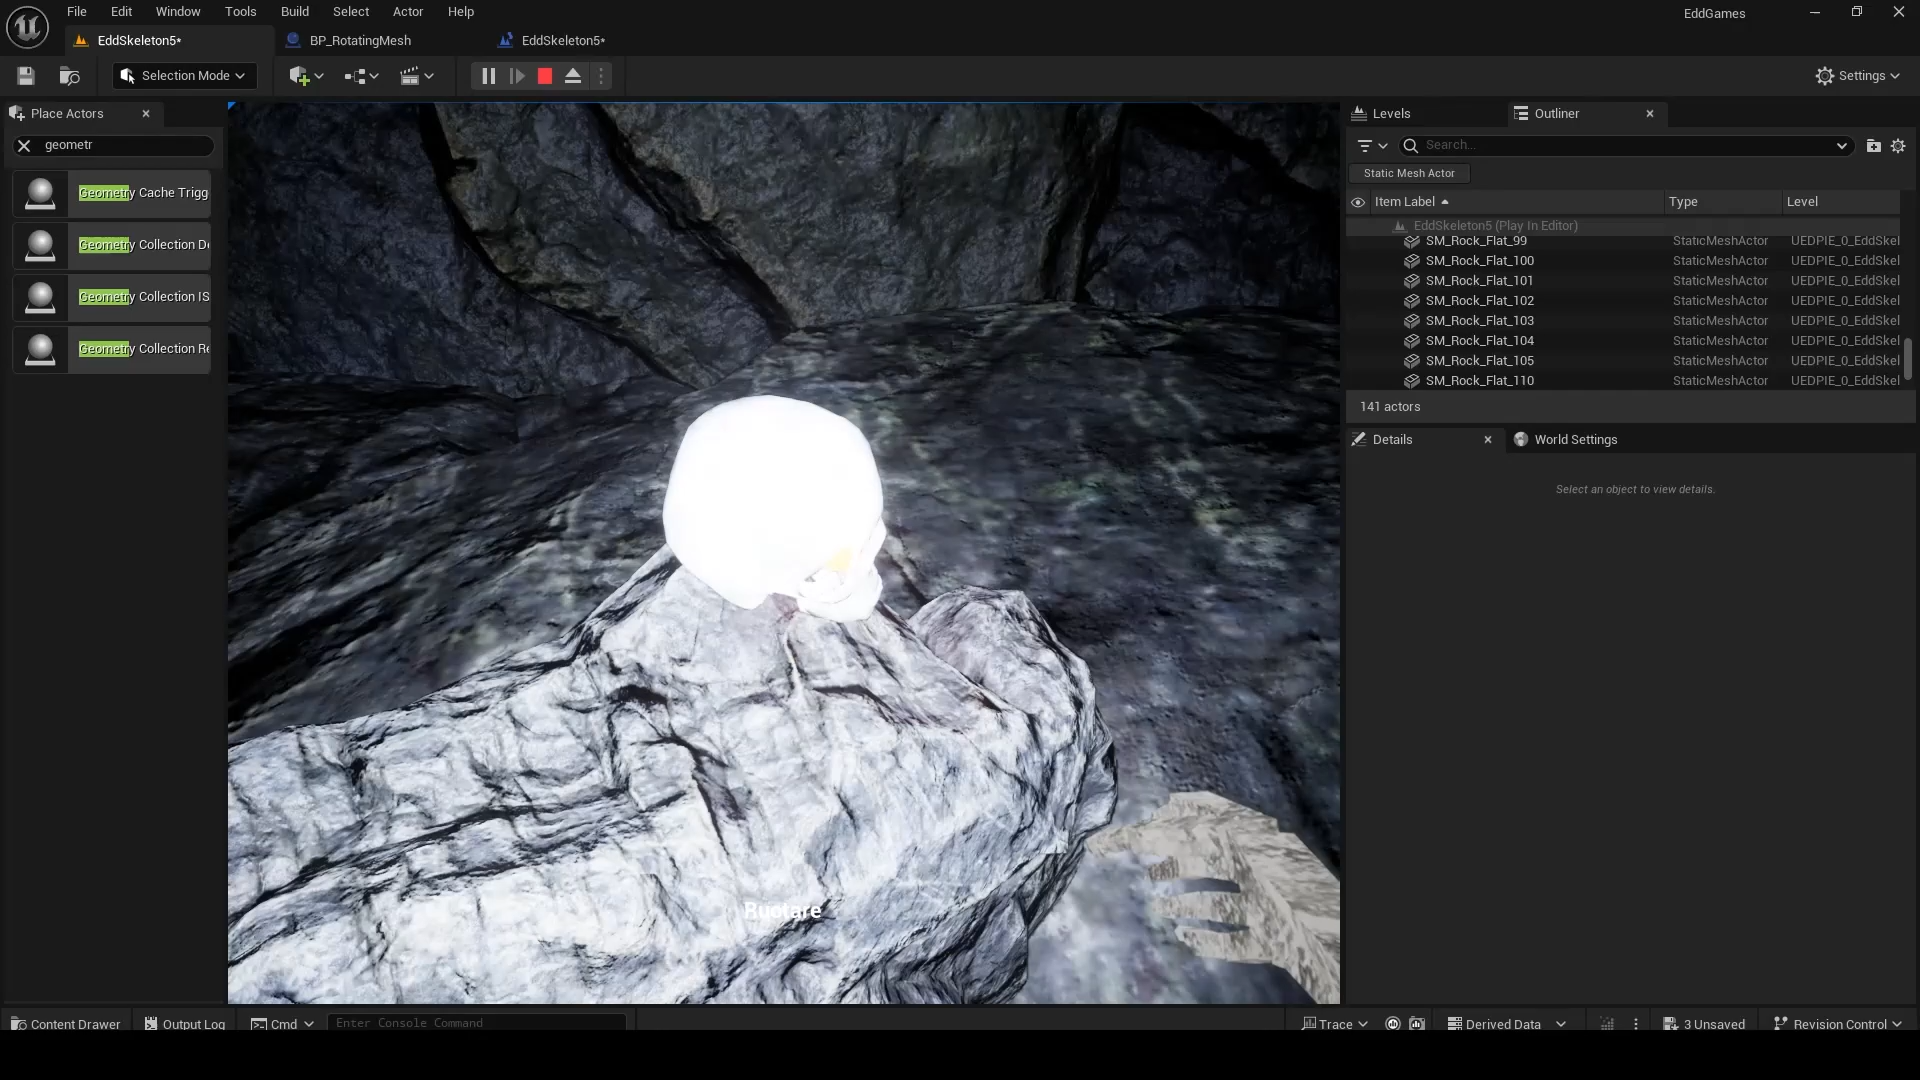 File Edit Window Tools Build Select Actor Help
EddGames
EddSkeleton5*
BP_RotatingMesh
EddSkeleton5*
Selection Mode
Settings
Place Actors
geometr
Geometry Cache Trigg
Geometry Collection De
Geometry Collection IS
Geometry Collection Re
Ruotare
Levels
Outliner
Search...
Static Mesh Actor
Item Label Type Level
EddSkeleton5 (Play In Editor)
SM_Rock_Flat_99 StaticMeshActor UEDPIE_0_EddSkel
SM_Rock_Flat_100 StaticMeshActor UEDPIE_0_EddSkel
SM_Rock_Flat_101 StaticMeshActor UEDPIE_0_EddSkel
SM_Rock_Flat_102 StaticMeshActor UEDPIE_0_EddSkel
SM_Rock_Flat_103 StaticMeshActor UEDPIE_0_EddSkel
SM_Rock_Flat_104 StaticMeshActor UEDPIE_0_EddSkel
SM_Rock_Flat_105 StaticMeshActor UEDPIE_0_EddSkel
SM_Rock_Flat_110 StaticMeshActor UEDPIE_0_EddSkel
141 actors
Details
World Settings
Select an object to view details.
Content Drawer
Output Log
Cmd
Enter Console Command
Trace
Derived Data
3 Unsaved
Revision Control